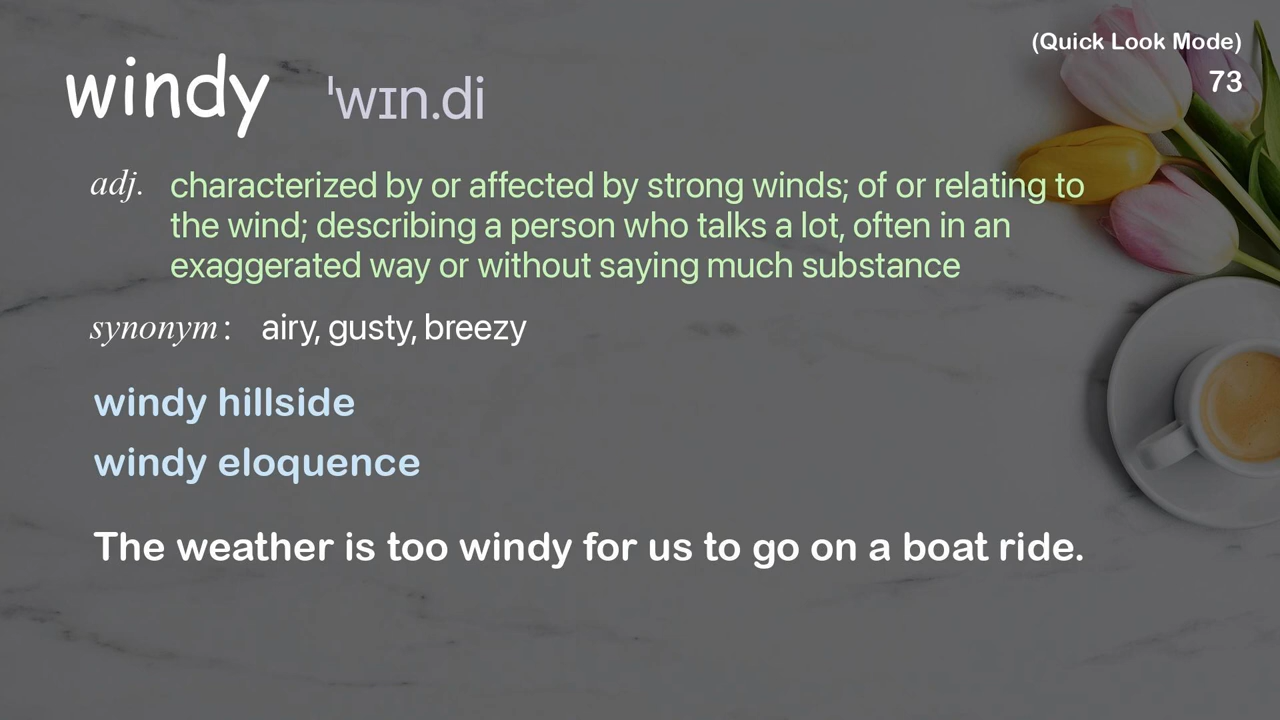 (Quick Look Mode)
73
windy ˈwɪn.di
adj. characterized by or affected by strong winds; of or relating to
the wind; describing a person who talks a lot, often in an
exaggerated way or without saying much substance
synonym: airy, gusty, breezy
windy hillside
windy eloquence
The weather is too windy for us to go on a boat ride.